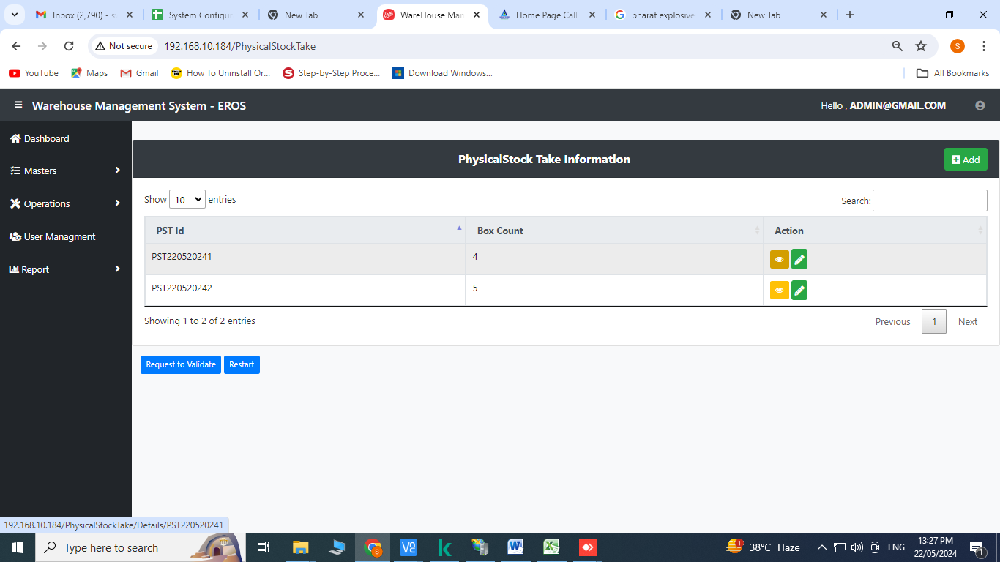 Inbox (2,790) - s
System Configur
New Tab
WareHouse Man
Home Page Call
bharat explosive
New Tab
Not secure
192.168.10.184/PhysicalStockTake
S
YouTube
Maps
Gmail
How To Uninstall Or...
Step-by-Step Proce...
Download Windows...
All Bookmarks
Warehouse Management System - EROS
Hello , ADMIN@GMAIL.COM
Dashboard
Masters
Operations
User Managment
Report
PhysicalStock Take Information
Add
Show 10 entries
Search:
PST Id Box Count Action
PST220520241 4
PST220520242 5
Showing 1 to 2 of 2 entries
Previous 1 Next
Request to Validate Restart
192.168.10.184/PhysicalStockTake/Details/PST220520241
Type here to search
38°C Haze
ENG
13:27 PM
22/05/2024
1